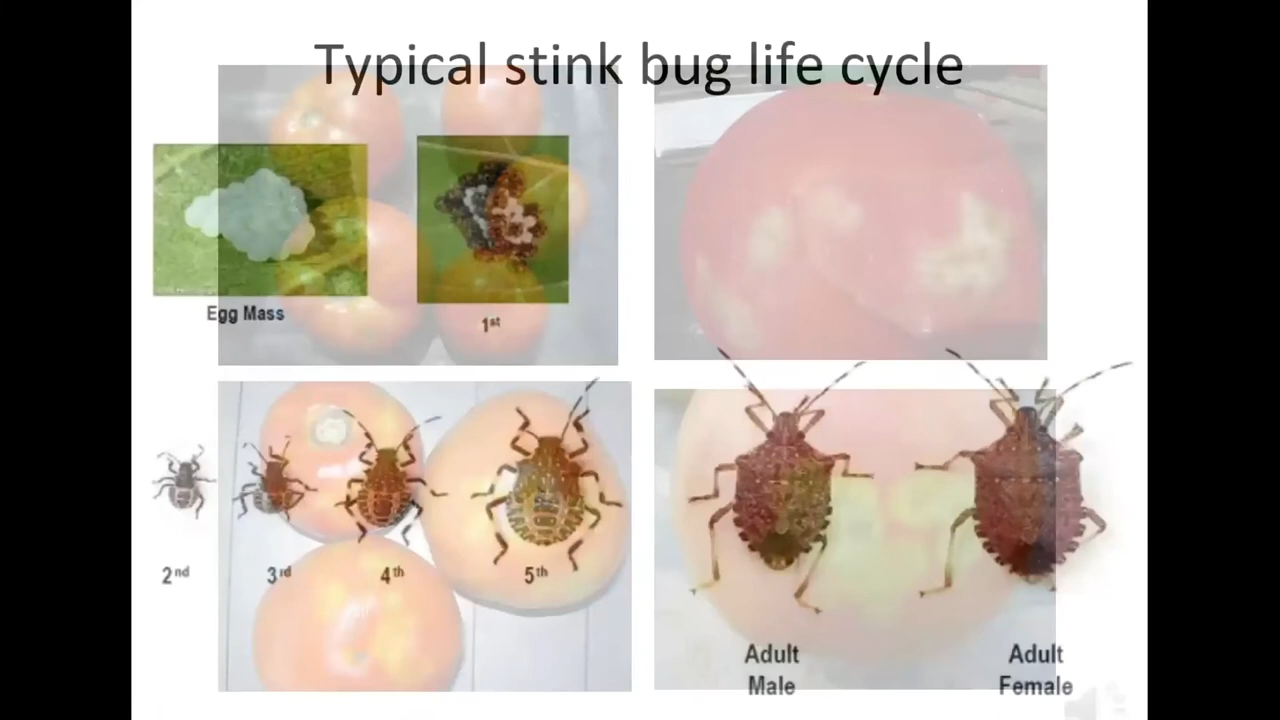 Typical stink bug life cycle
Egg Mass
1st
2nd
3rd
4th
5th
Adult
Male
Adult
Female